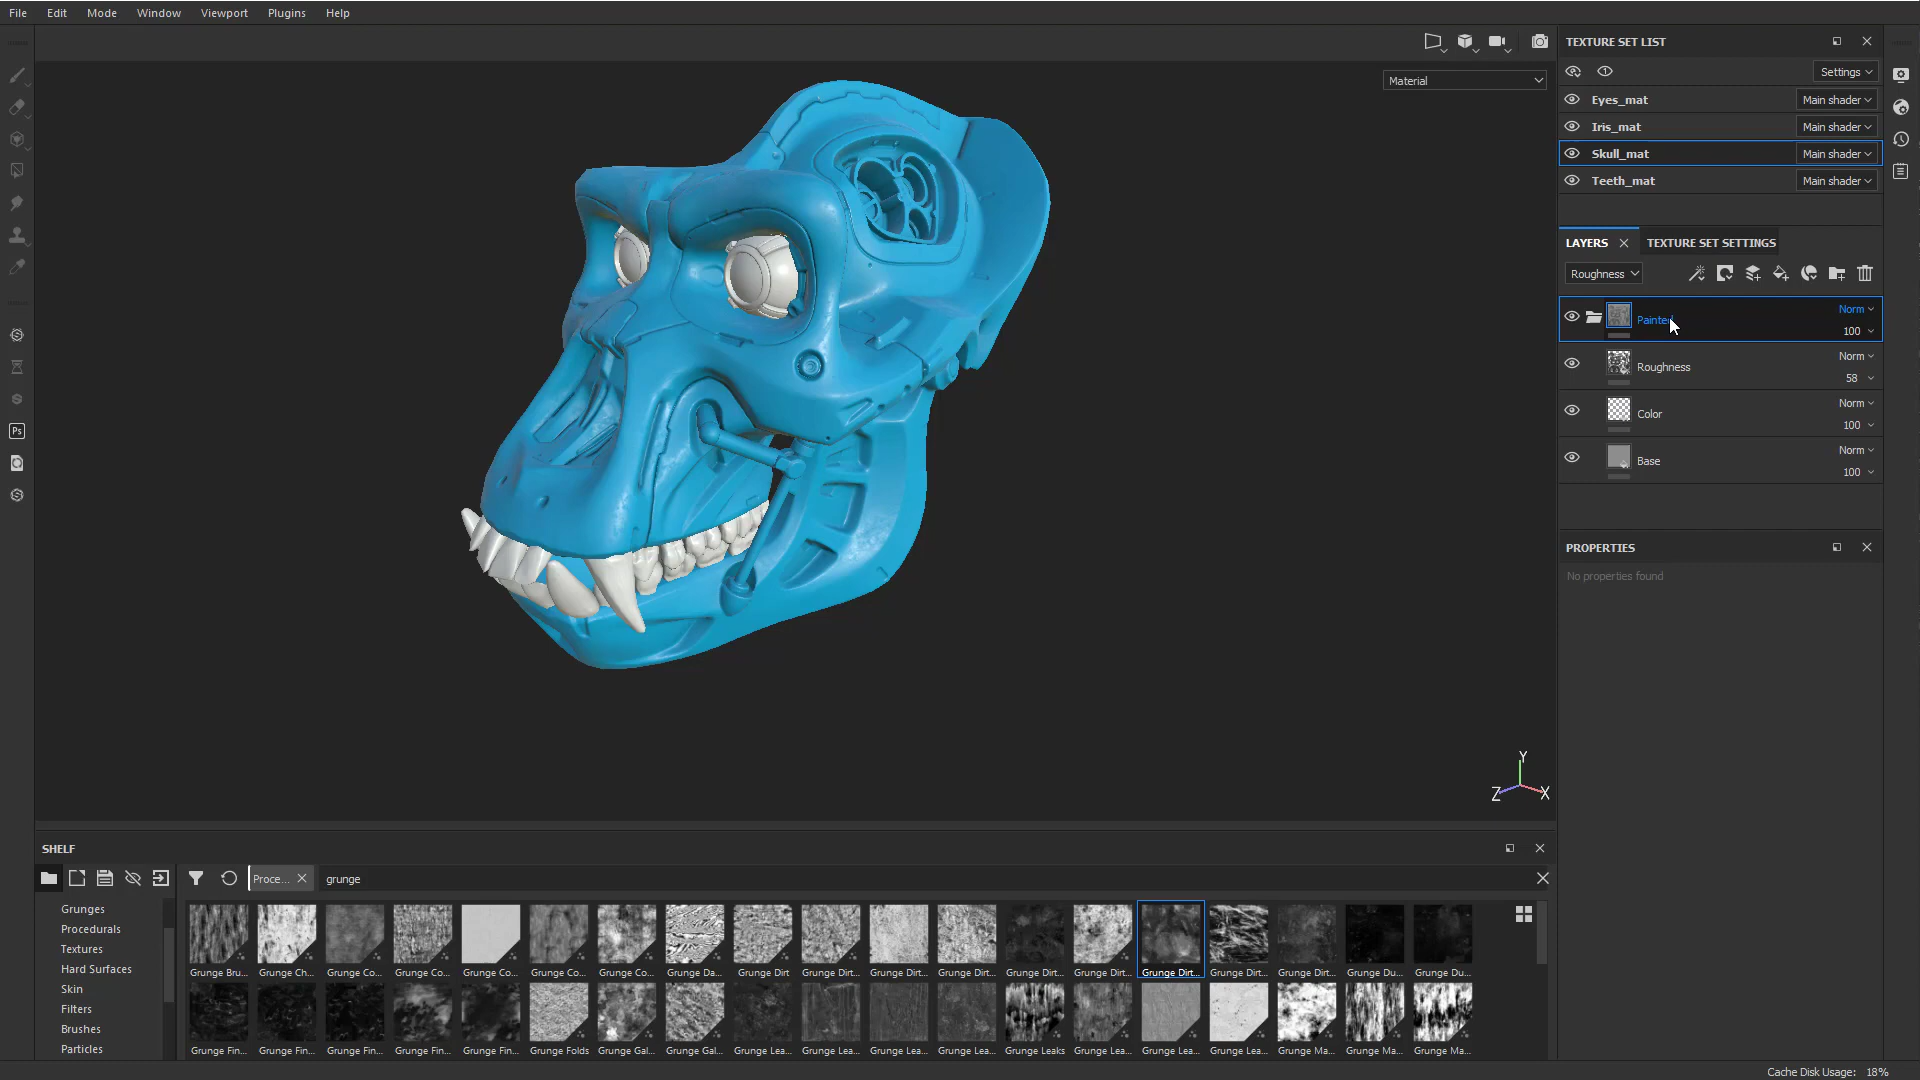 File Edit Mode Window Viewport Plugins Help
Material
TEXTURE SET LIST
Settings
Eyes_mat Main shader
Iris_mat Main shader
Skull_mat Main shader
Teeth_mat Main shader
LAYERS TEXTURE SET SETTINGS
Roughness
Norm
Painted
100
Norm
Roughness
58
Norm
Color
100
Norm
Base
100
PROPERTIES
No properties found
Y
Z X
SHELF
Proce... grunge
Grunges
Procedurals
Textures
Hard Surfaces
Skin
Filters
Brushes
Particles
Grunge Bru... Grunge Ch... Grunge Co... Grunge Co... Grunge Co... Grunge Co... Grunge Co... Grunge Da... Grunge Dirt Grunge Dirt... Grunge Dirt... Grunge Dirt... Grunge Dirt... Grunge Dirt... Grunge Dirt... Grunge Dirt... Grunge Dirt... Grunge Du... Grunge Du...
Grunge Fin... Grunge Fin... Grunge Fin... Grunge Fin... Grunge Fin... Grunge Folds Grunge Gal... Grunge Gal... Grunge Lea... Grunge Lea... Grunge Lea... Grunge Lea... Grunge Leaks Grunge Lea... Grunge Lea... Grunge Lea... Grunge Ma... Grunge Ma... Grunge Ma...
Ps
Cache Disk Usage: 18%